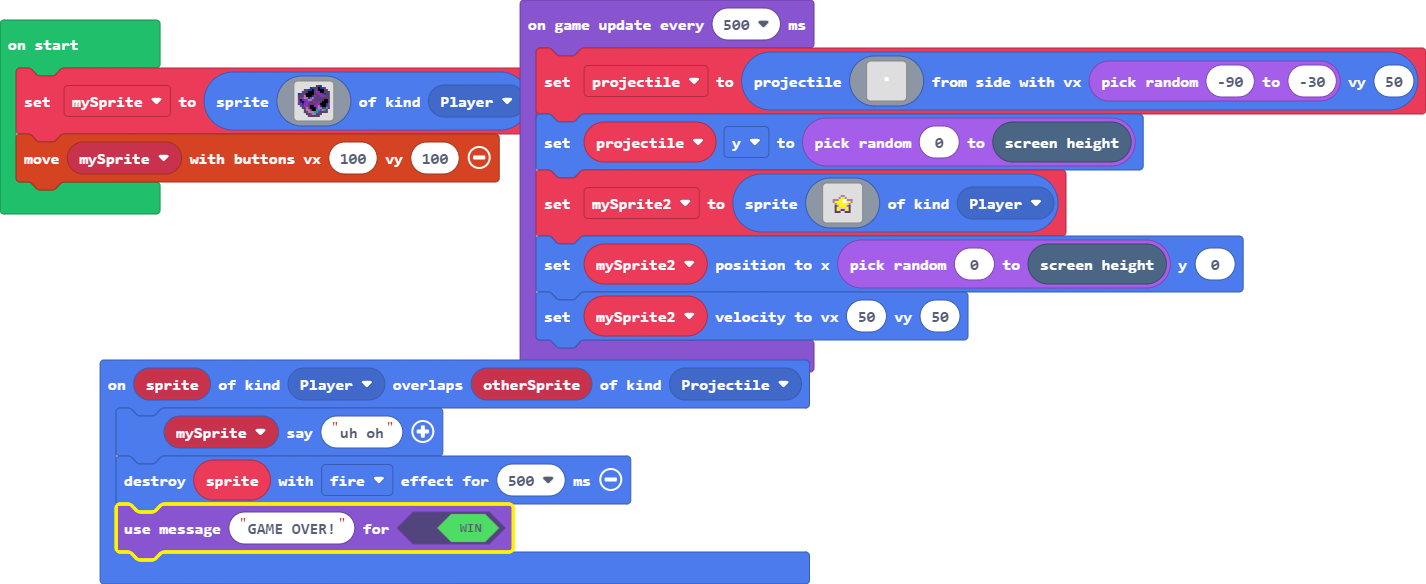 on start
set mySprite to sprite of kind Player
move mySprite with buttons vx 100 vy 100
on game update every 500 ms
set projectile to projectile from side with vx pick random -90 to -30 vy 50
set projectile y to pick random 0 to screen height
set mySprite2 to sprite of kind Player
set mySprite2 position to x pick random 0 to screen height y 0
set mySprite2 velocity to vx 50 vy 50
on sprite of kind Player overlaps otherSprite of kind Projectile
mySprite say "uh oh"
destroy sprite with fire effect for 500 ms
use message "GAME OVER!" for WIN